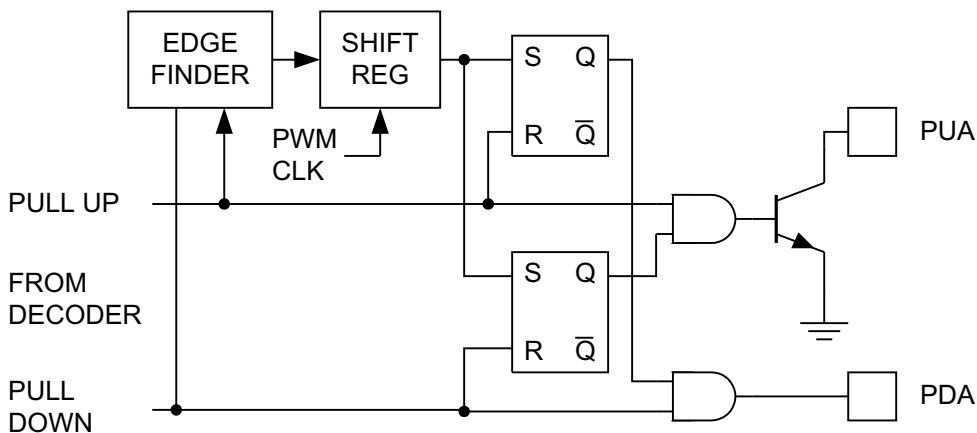 EDGE
FINDER
SHIFT
REG
S Q
R Q̅
PWM
CLK
PUA
PULL UP
FROM
DECODER
S Q
R Q̅
PULL
DOWN
PDA